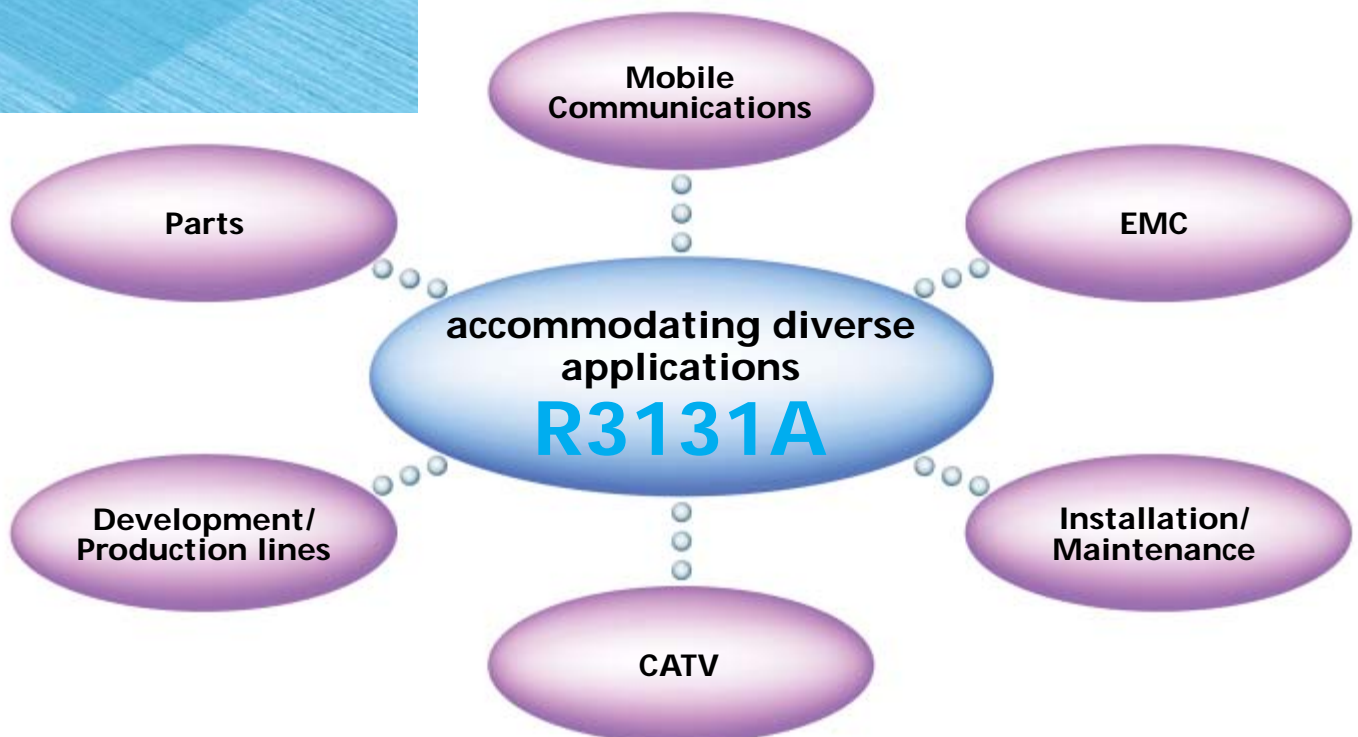 Mobile
Communications
Parts
EMC
accommodating diverse
applications
R3131A
Development/
Production lines
Installation/
Maintenance
CATV